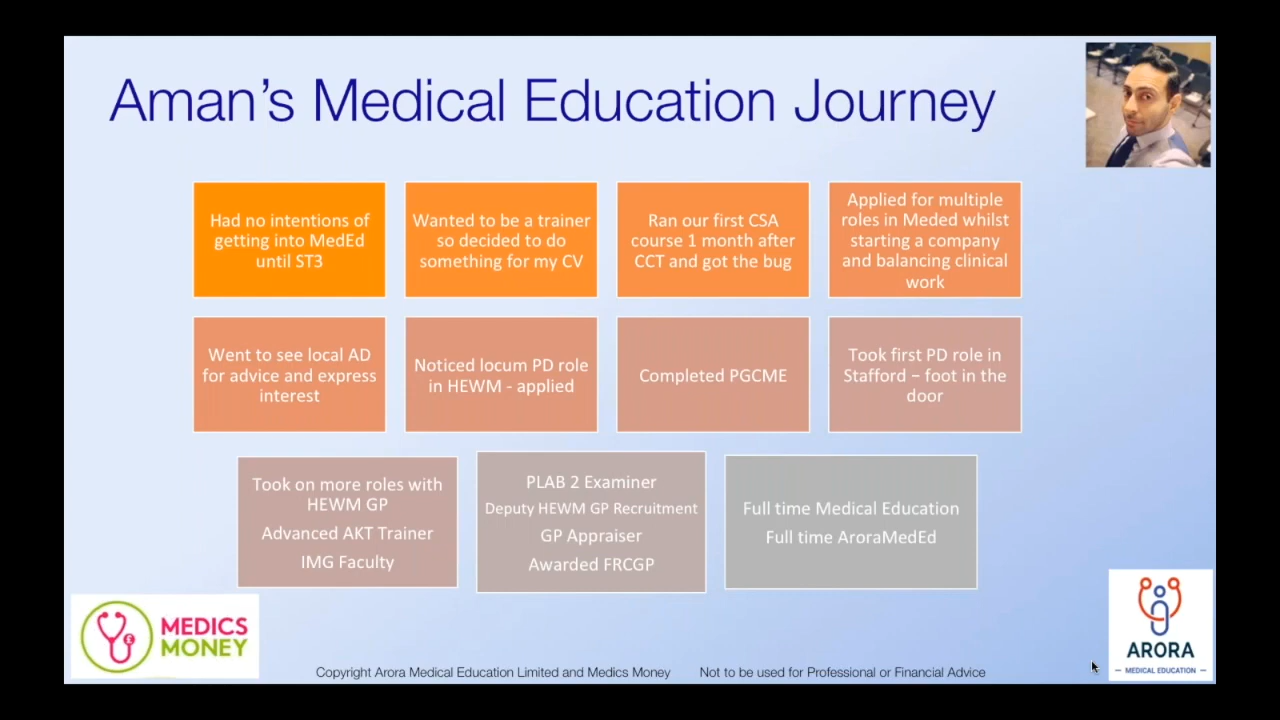 Aman's Medical Education Journey
Had no intentions of
getting into MedEd
until ST3
Wanted to be a trainer
so decided to do
something for my CV
Ran our first CSA
course 1 month after
CCT and got the bug
Applied for multiple
roles in Meded whilst
starting a company
and balancing clinical
work
Went to see local AD
for advice and express
interest
Noticed locum PD role
in HEWM - applied
Completed PGCME
Took first PD role in
Stafford – foot in the
door
Took on more roles with
HEWM GP
Advanced AKT Trainer
IMG Faculty
PLAB 2 Examiner
Deputy HEWM GP Recruitment
GP Appraiser
Awarded FRCGP
Full time Medical Education
Full time AroraMedEd
£
MEDICS
MONEY
Copyright Arora Medical Education Limited and Medics Money Not to be used for Professional or Financial Advice
ARORA
– MEDICAL EDUCATION –